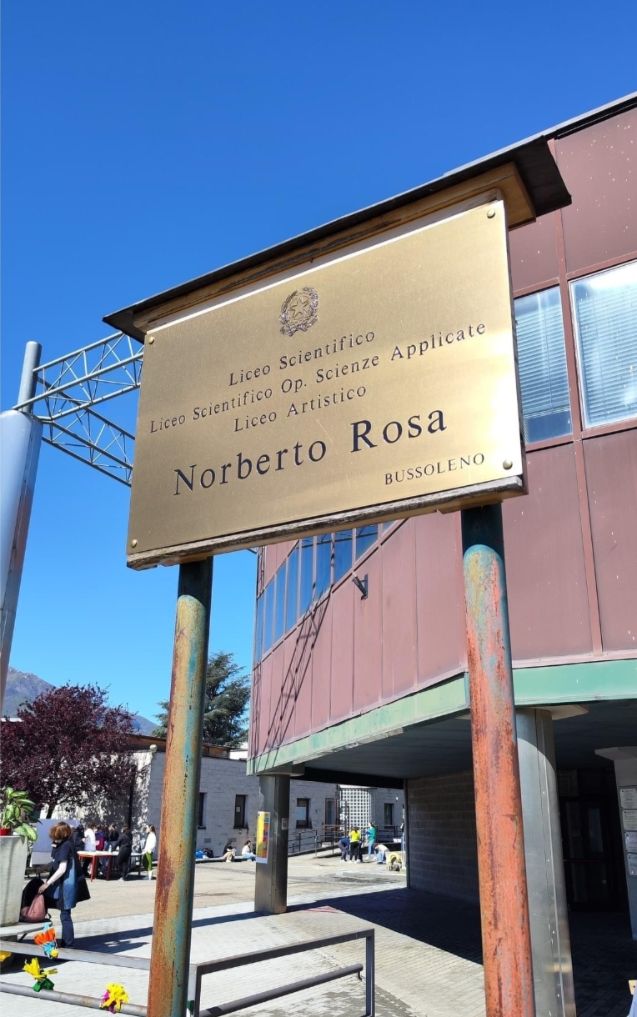 Liceo Scientifico
Liceo Scientifico Op. Scienze Applicate
Liceo Artistico
Norberto Rosa
BUSSOLENO